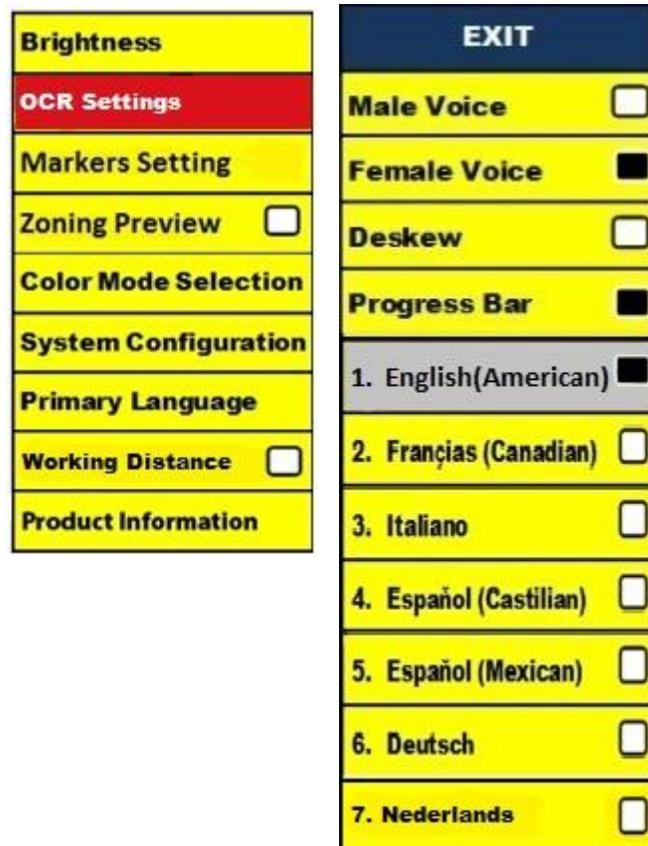 Brightness
OCR Settings
Markers Setting
Zoning Preview
Color Mode Selection
System Configuration
Primary Language
Working Distance
Product Information
EXIT
Male Voice
Female Voice
Deskew
Progress Bar
1. English(American)
2. Françias (Canadian)
3. Italiano
4. Español (Castilian)
5. Español (Mexican)
6. Deutsch
7. Nederlands